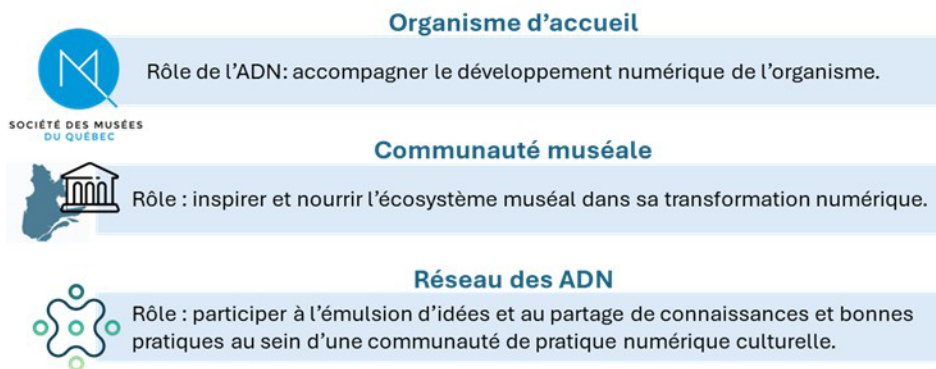 Organisme d’accueil
Rôle de l’ADN: accompagner le développement numérique de l’organisme.
SOCIÉTÉ DES MUSÉES
DU QUÉBEC
Communauté muséale
Rôle : inspirer et nourrir l’écosystème muséal dans sa transformation numérique.
Réseau des ADN
Rôle : participer à l’émulsion d’idées et au partage de connaissances et bonnes
pratiques au sein d’une communauté de pratique numérique culturelle.